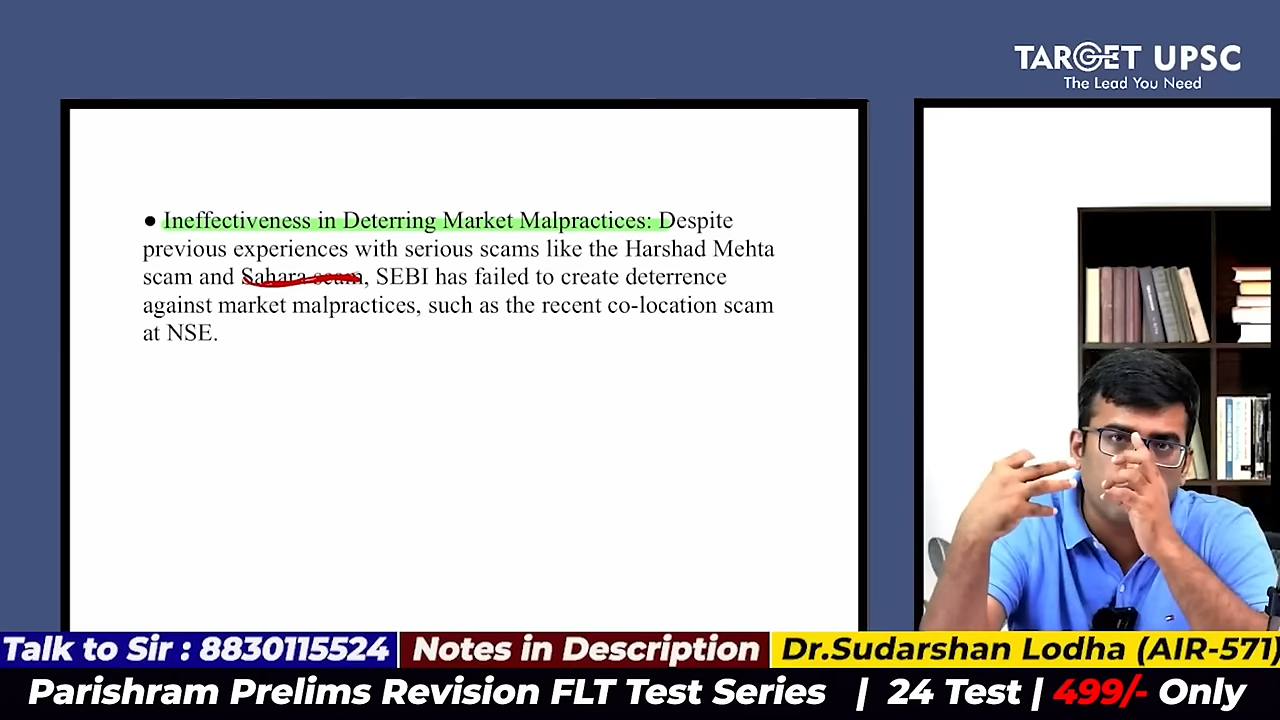 TARGET UPSC
The Lead You Need
● Ineffectiveness in Deterring Market Malpractices: Despite
previous experiences with serious scams like the Harshad Mehta
scam and Sahara scam, SEBI has failed to create deterrence
against market malpractices, such as the recent co-location scam
at NSE.
Talk to Sir : 8830115524 Notes in Description Dr.Sudarshan Lodha (AIR-571)
Parishram Prelims Revision FLT Test Series | 24 Test | 499/- Only